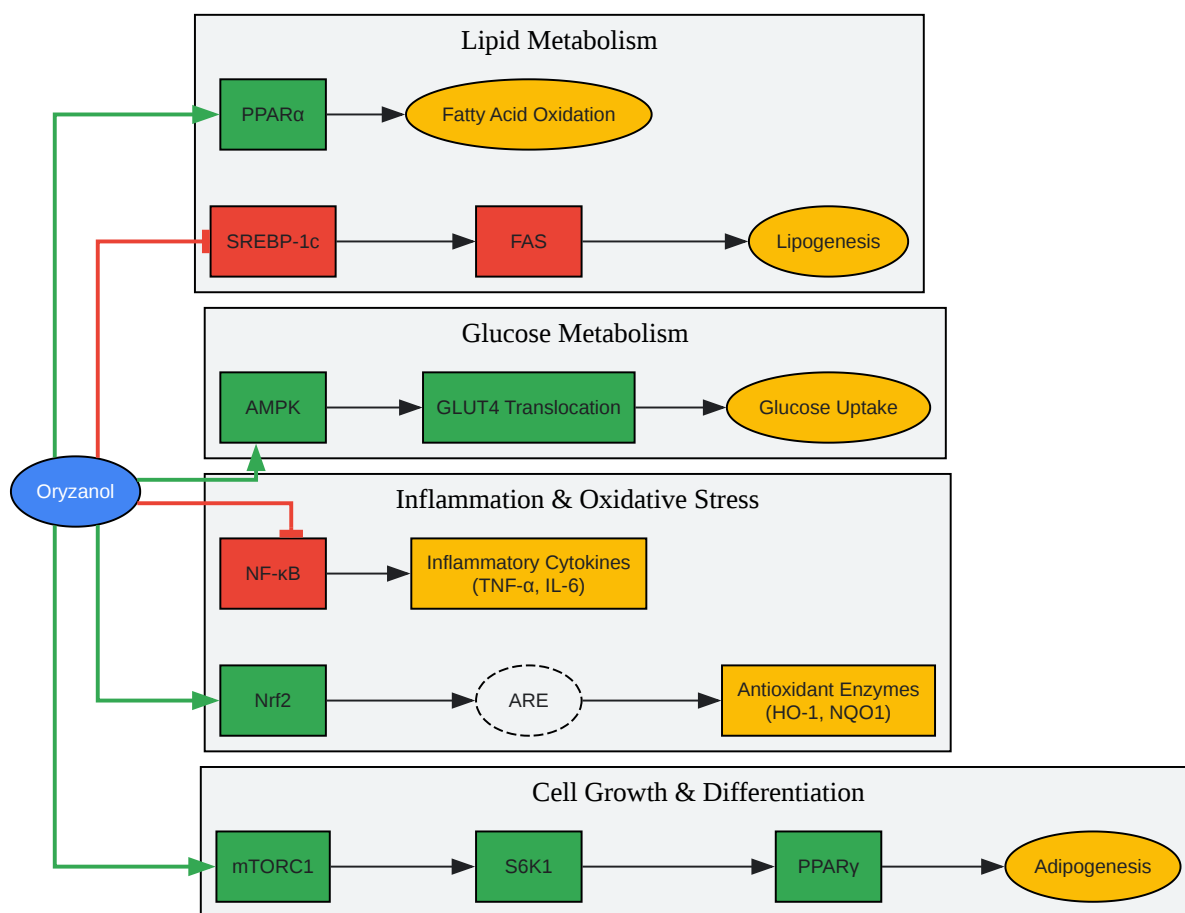 Lipid Metabolism
PPARα
Fatty Acid Oxidation
SREBP-1c
FAS
Lipogenesis
Glucose Metabolism
AMPK
GLUT4 Translocation
Glucose Uptake
Oryzanol
Inflammation & Oxidative Stress
NF-κB
Inflammatory Cytokines
(TNF-α, IL-6)
Nrf2
ARE
Antioxidant Enzymes
(HO-1, NQO1)
Cell Growth & Differentiation
mTORC1
S6K1
PPARγ
Adipogenesis